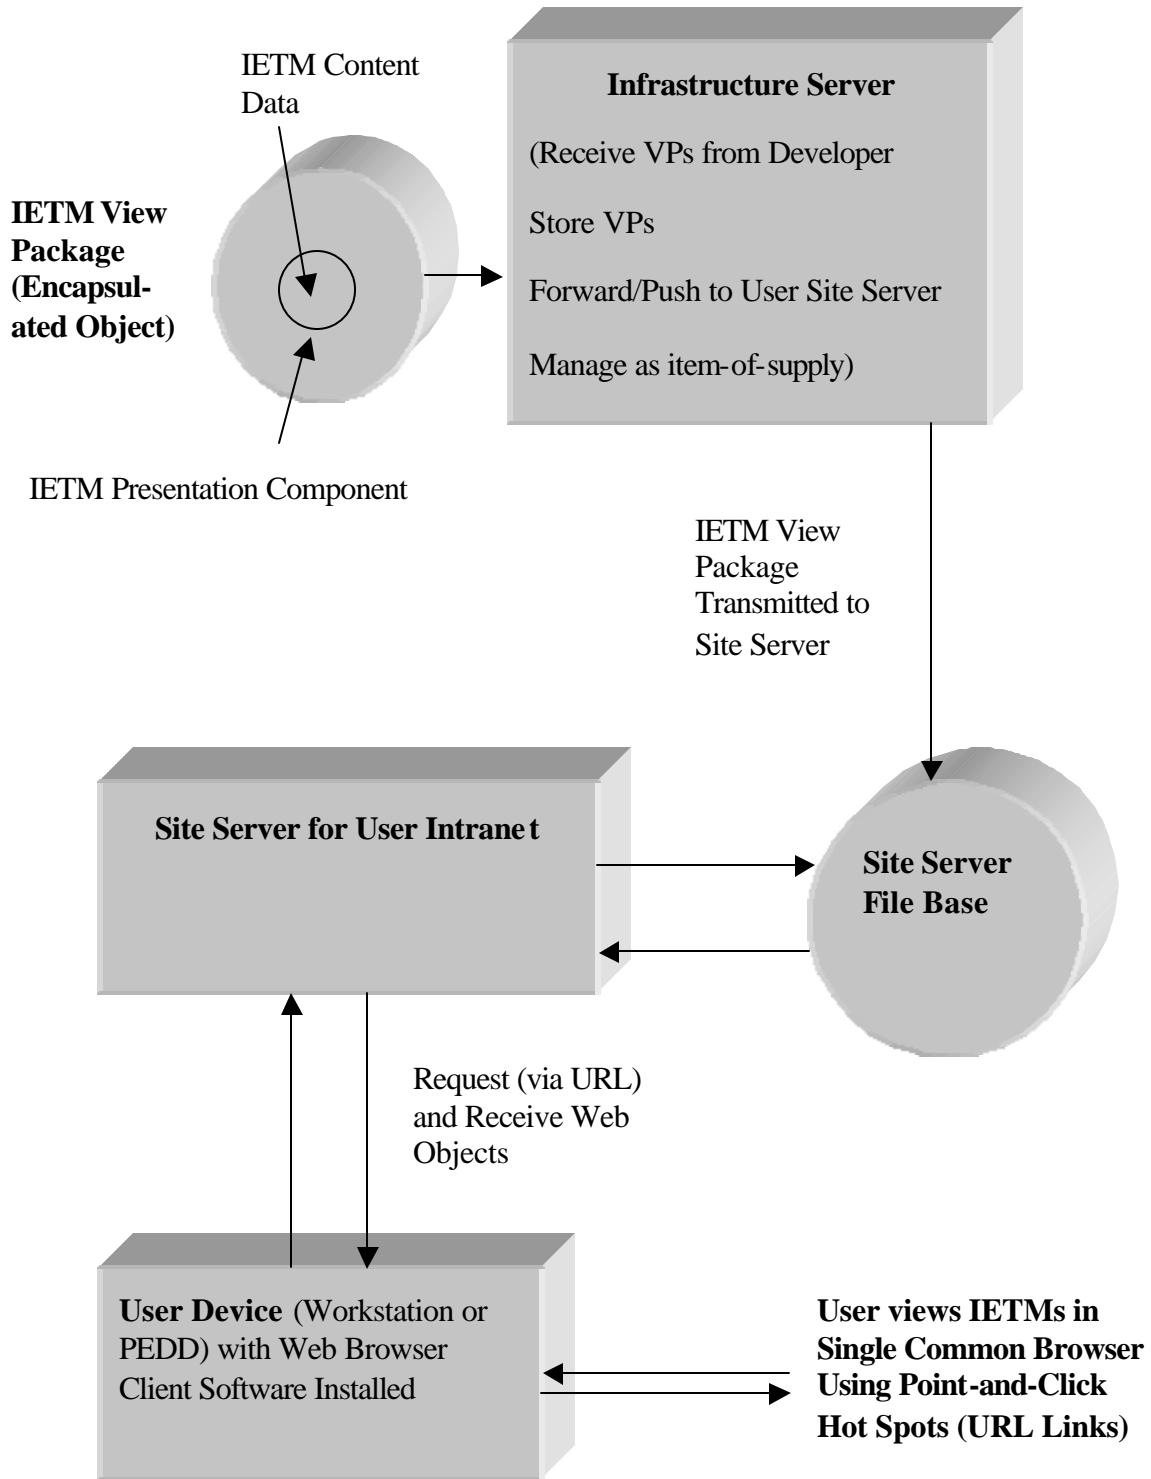 IETM Content
Data
IETM View
Package
(Encapsul-
ated Object)
IETM Presentation Component
Infrastructure Server
(Receive VPs from Developer
Store VPs
Forward/Push to User Site Server
Manage as item-of-supply)
IETM View
Package
Transmitted to
Site Server
Site Server for User Intranet
Site Server
File Base
Request (via URL)
and Receive Web
Objects
User Device (Workstation or
PEDD) with Web Browser
Client Software Installed
User views IETMs in
Single Common Browser
Using Point-and-Click
Hot Spots (URL Links)